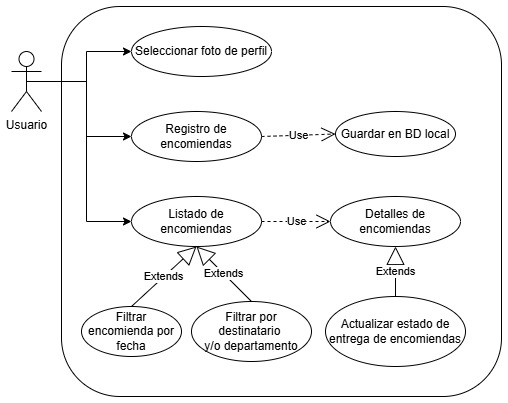 Seleccionar foto de perfil
Usuario
Registro de
encomiendas
Use
Guardar en BD local
Listado de
encomiendas
Use
Detalles de
encomiendas
Extends
Extends
Extends
Filtrar
encomienda por
fecha
Filtrar por
destinatario
y/o departamento
Actualizar estado de
entrega de encomiendas